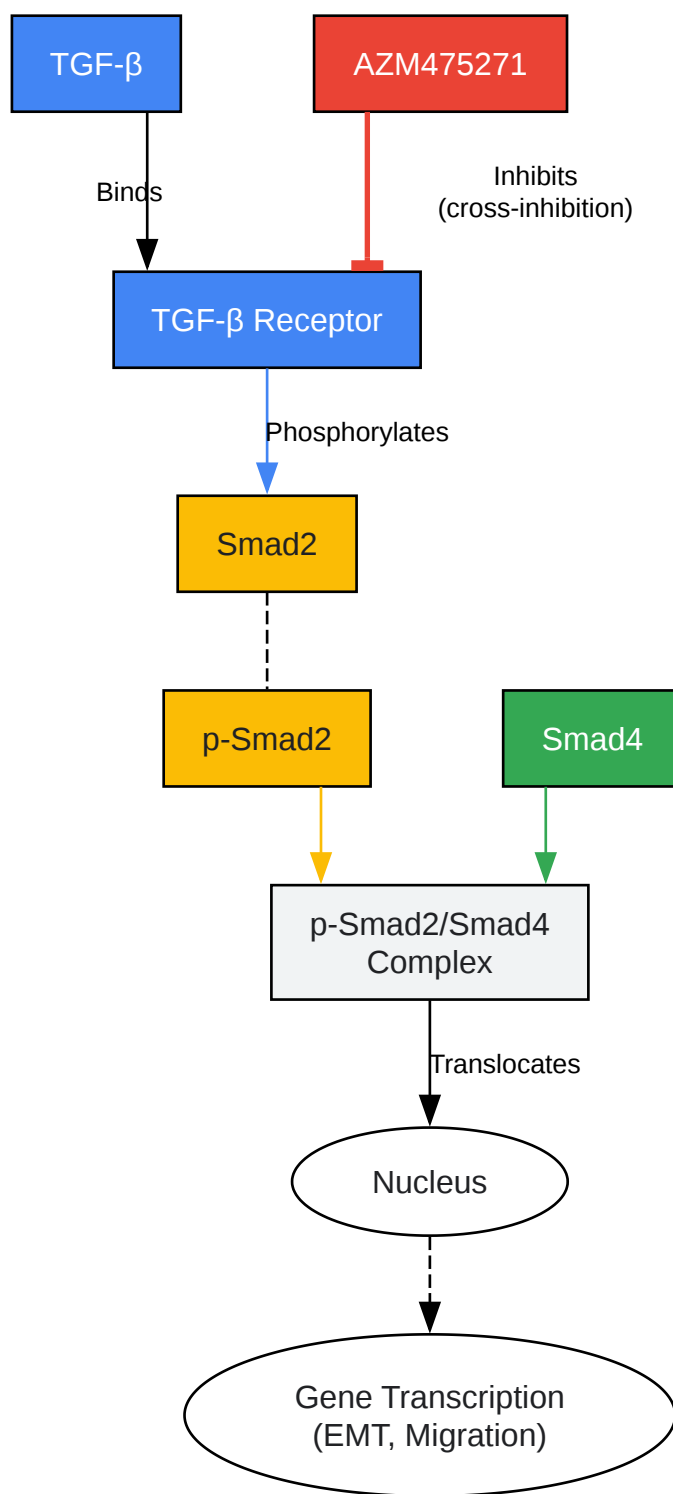 TGF-β
AZM475271
Binds
Inhibits
(cross-inhibition)
TGF-β Receptor
Phosphorylates
Smad2
p-Smad2
Smad4
p-Smad2/Smad4
Complex
Translocates
Nucleus
Gene Transcription
(EMT, Migration)